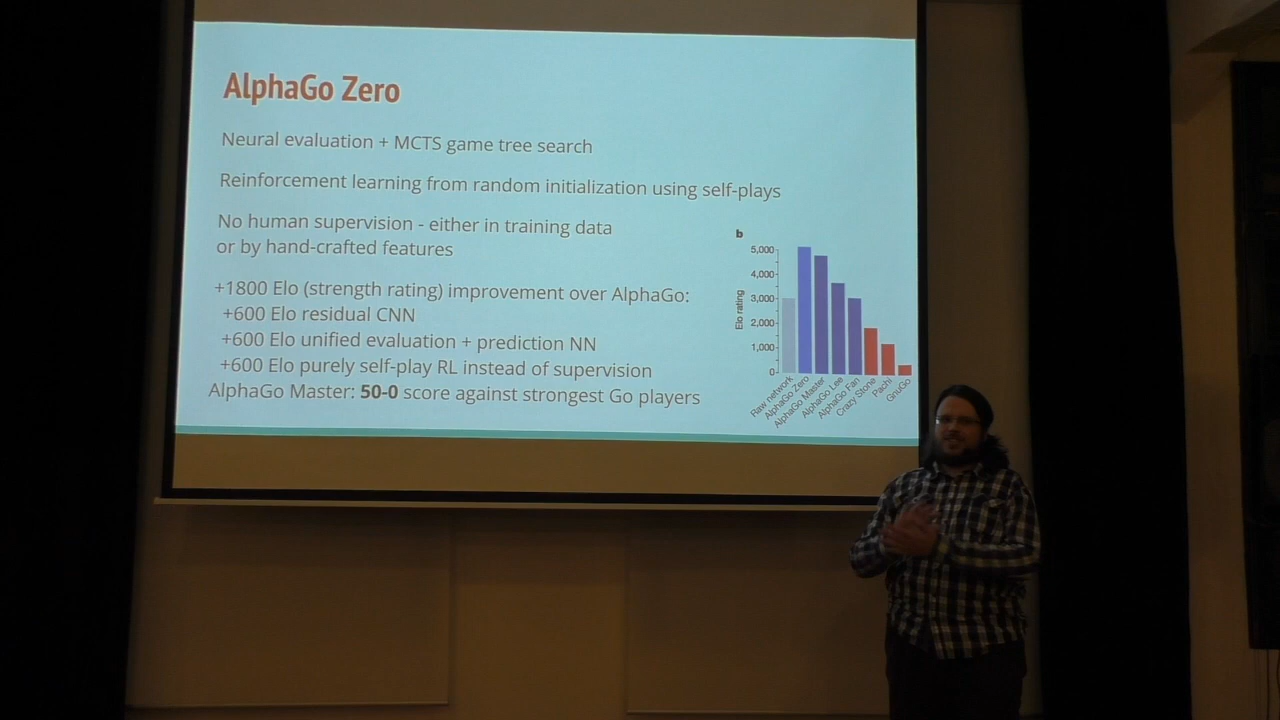 AlphaGo Zero
Neural evaluation + MCTS game tree search
Reinforcement learning from random initialization using self-plays
No human supervision - either in training data
or by hand-crafted features
+1800 Elo (strength rating) improvement over AlphaGo:
+600 Elo residual CNN
+600 Elo unified evaluation + prediction NN
+600 Elo purely self-play RL instead of supervision
AlphaGo Master: 50-0 score against strongest Go players
b
Elo rating
5,000
4,000
3,000
2,000
1,000
0
Raw network
AlphaGo Zero
AlphaGo Master
AlphaGo Lee
AlphaGo Fan
Crazy Stone
Pachi
GnuGo